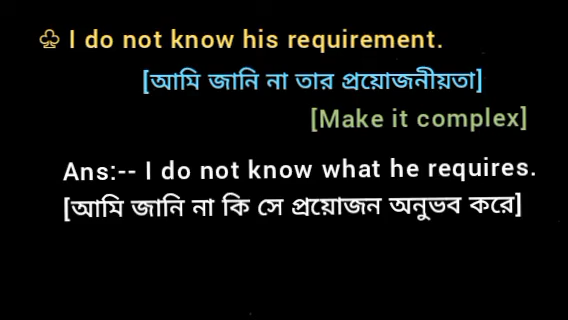 ♧ I do not know his requirement.
[আমি জানি না তার প্রয়োজনীয়তা]
[Make it complex]
Ans:-- I do not know what he requires.
[আমি জানি না কি সে প্রয়োজন অনুভব করে]